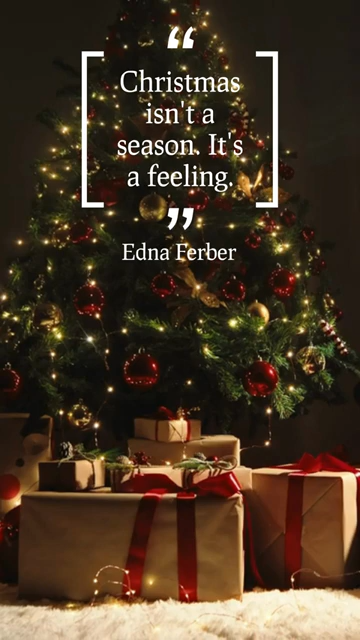 “
Christmas
isn't a
season. It's
a feeling.
”
Edna Ferber